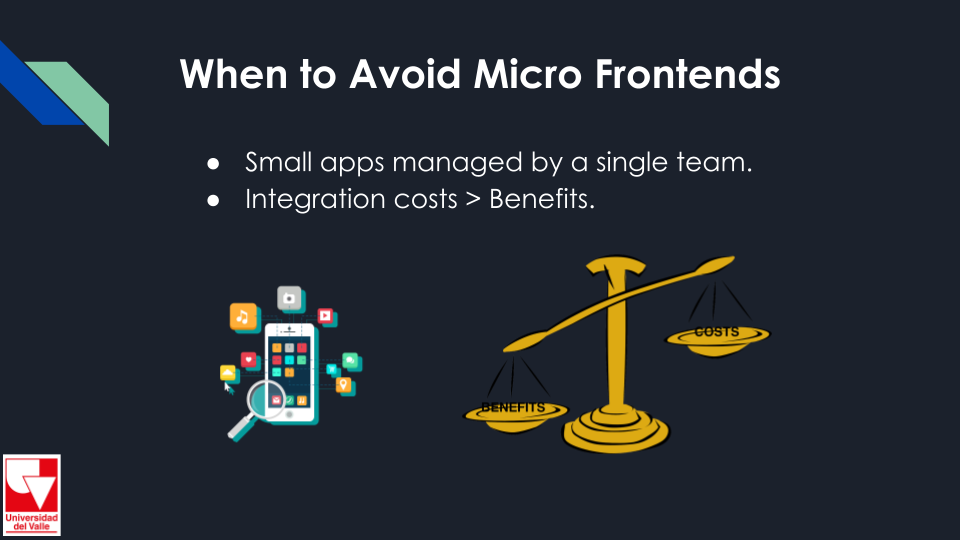 When to Avoid Micro Frontends
● Small apps managed by a single team.
● Integration costs > Benefits.
COSTS
BENEFITS
Universidad
del Valle